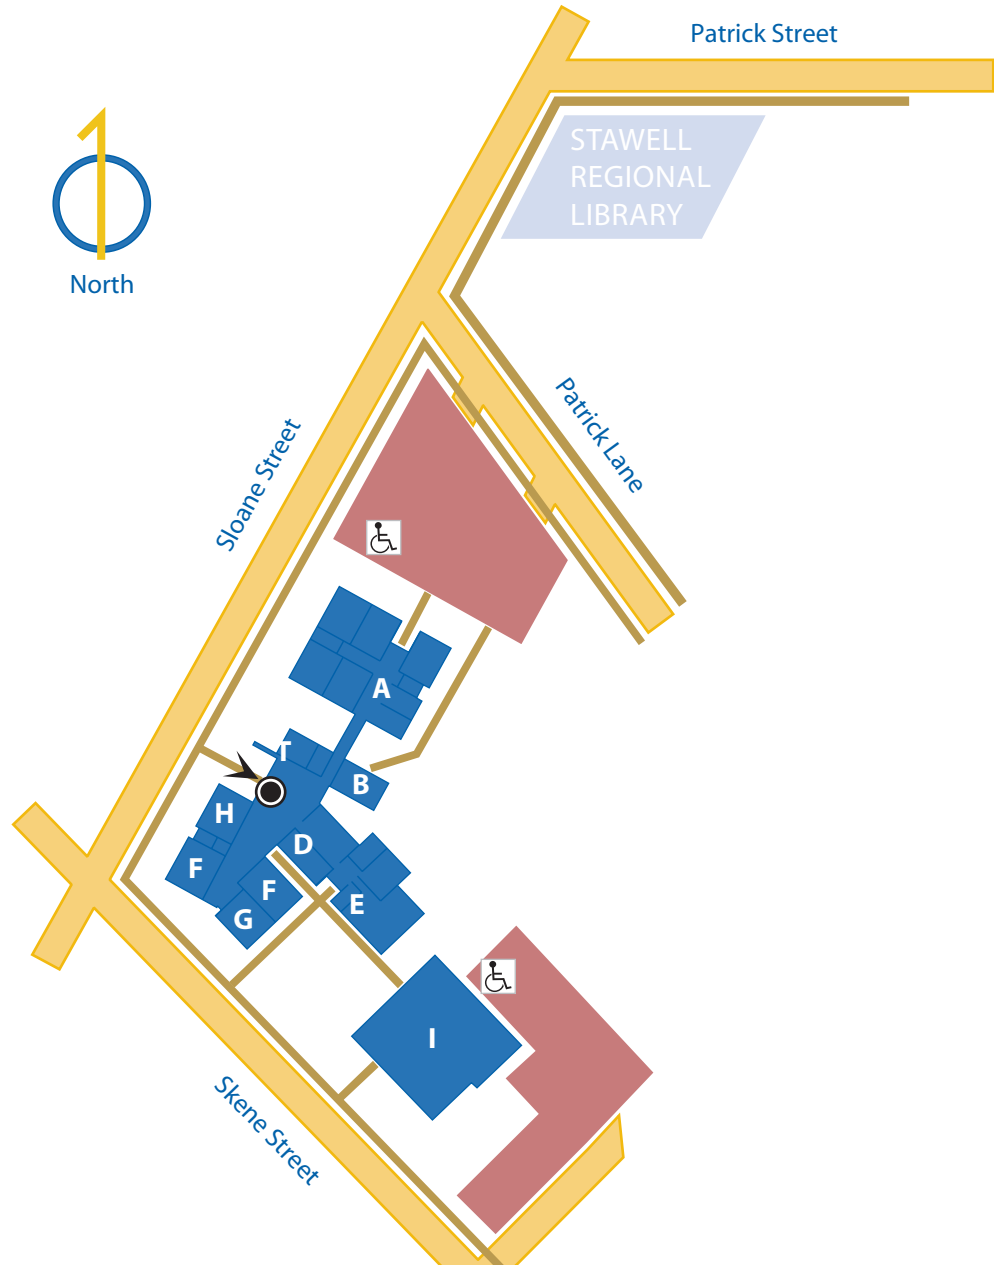 Patrick Street
STAWELL
REGIONAL
LIBRARY
North
Patrick Lane
Sloane Street
A
T
B
H
D
F
F
E
G
I
Skene Street